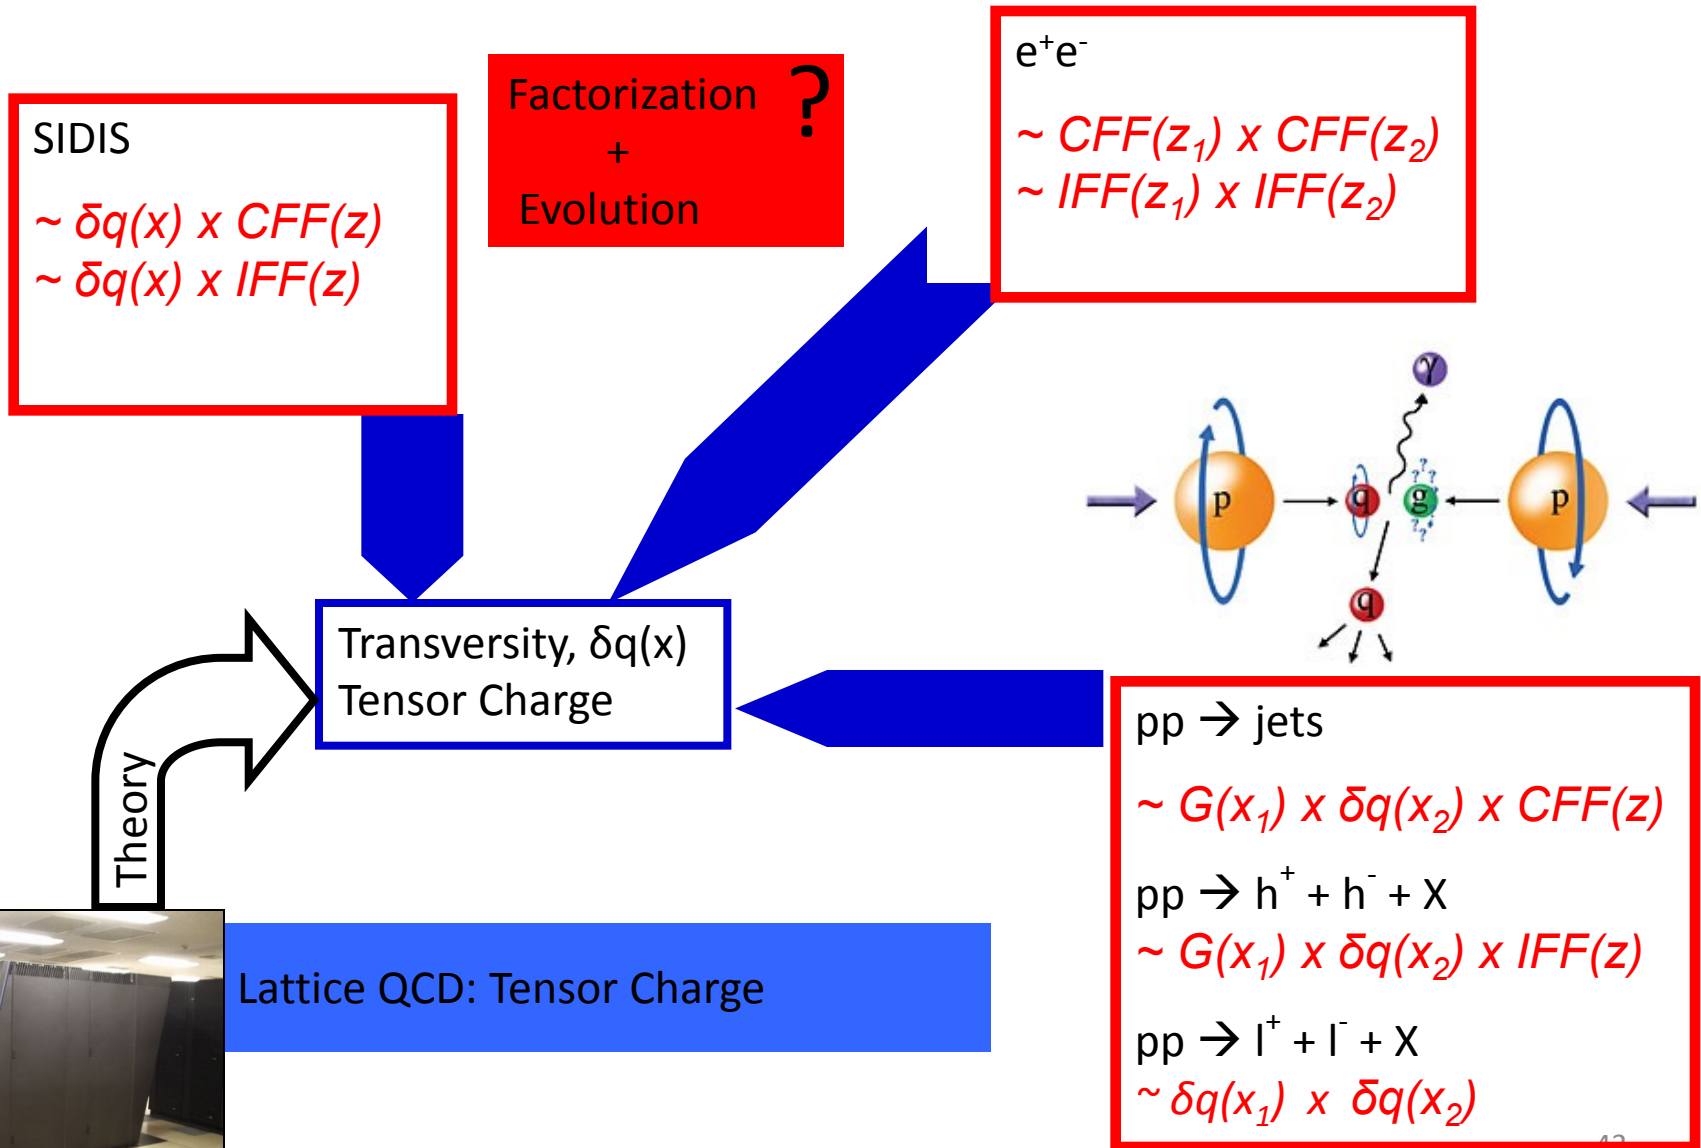 SIDIS
~ δq(x) x CFF(z)
~ δq(x) x IFF(z)
Factorization ?
+
Evolution
e⁺e⁻
~ CFF(z₁) x CFF(z₂)
~ IFF(z₁) x IFF(z₂)
γ
p q g p
? ? ? ?
? ? ?
q
Transversity, δq(x)
Tensor Charge
Theory
Lattice QCD: Tensor Charge
pp → jets
~ G(x₁) x δq(x₂) x CFF(z)
pp → h⁺ + h⁻ + X
~ G(x₁) x δq(x₂) x IFF(z)
pp → l⁺ + l⁻ + X
~ δq(x₁) x δq(x₂)